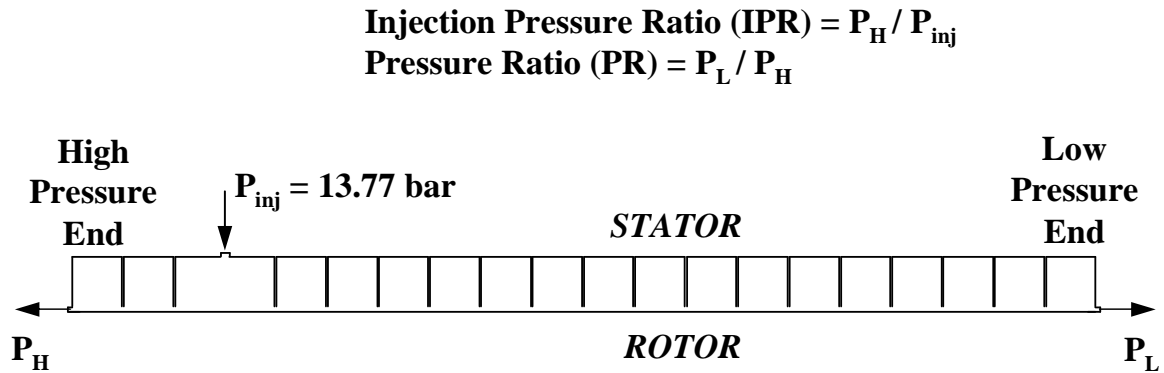 Injection Pressure Ratio (IPR) = P_H / P_inj
Pressure Ratio (PR) = P_L / P_H
High
Pressure
End
P_inj = 13.77 bar
STATOR
Low
Pressure
End
P_H
ROTOR
P_L